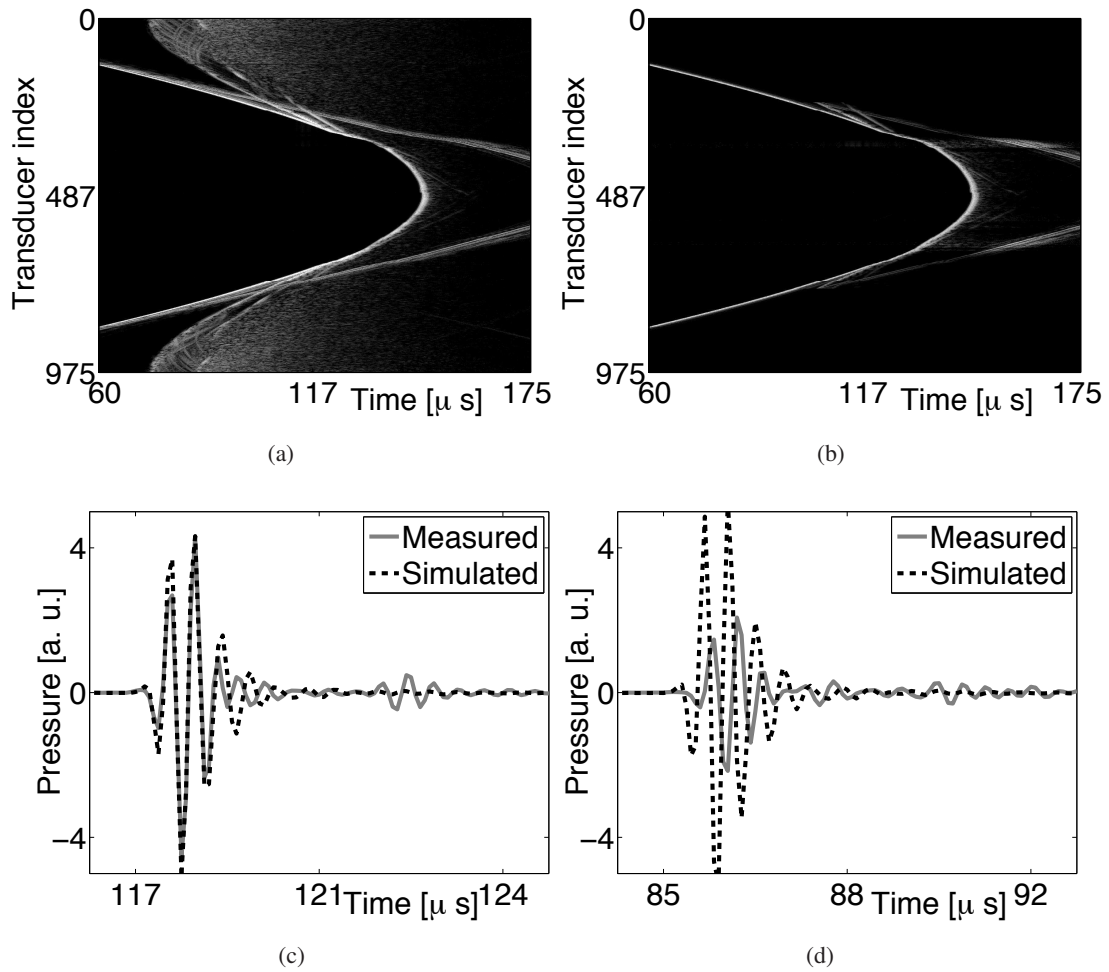 0
487
975
Transducer index
60
117
175
Time [μ s]
(a)
0
487
975
Transducer index
60
117
175
Time [μ s]
(b)
Measured
Simulated
4
0
−4
Pressure [a. u.]
117
121
124
Time [μ s]
(c)
Measured
Simulated
4
0
−4
Pressure [a. u.]
85
88
92
Time [μ s]
(d)